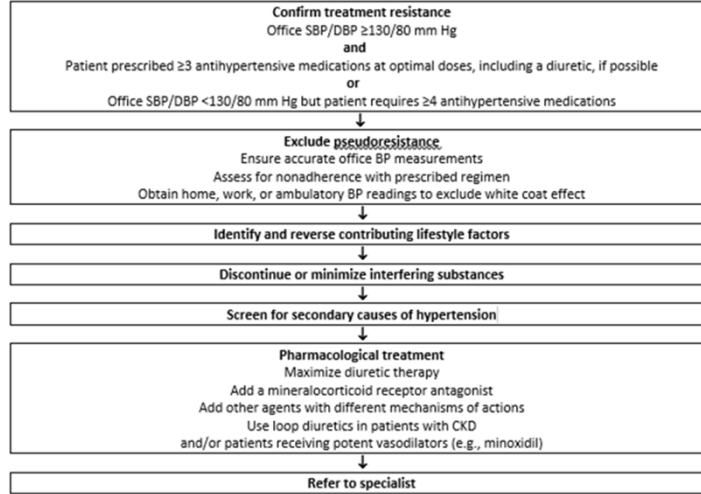 Confirm treatment resistance
Office SBP/DBP ≥130/80 mm Hg
and
Patient prescribed ≥3 antihypertensive medications at optimal doses, including a diuretic, if possible
or
Office SBP/DBP <130/80 mm Hg but patient requires ≥4 antihypertensive medications
Exclude pseudoresistance
Ensure accurate office BP measurements
Assess for nonadherence with prescribed regimen
Obtain home, work, or ambulatory BP readings to exclude white coat effect
Identify and reverse contributing lifestyle factors
Discontinue or minimize interfering substances
Screen for secondary causes of hypertension
Pharmacological treatment
Maximize diuretic therapy
Add a mineralocorticoid receptor antagonist
Add other agents with different mechanisms of actions
Use loop diuretics in patients with CKD
and/or patients receiving potent vasodilators (e.g., minoxidil)
Refer to specialist